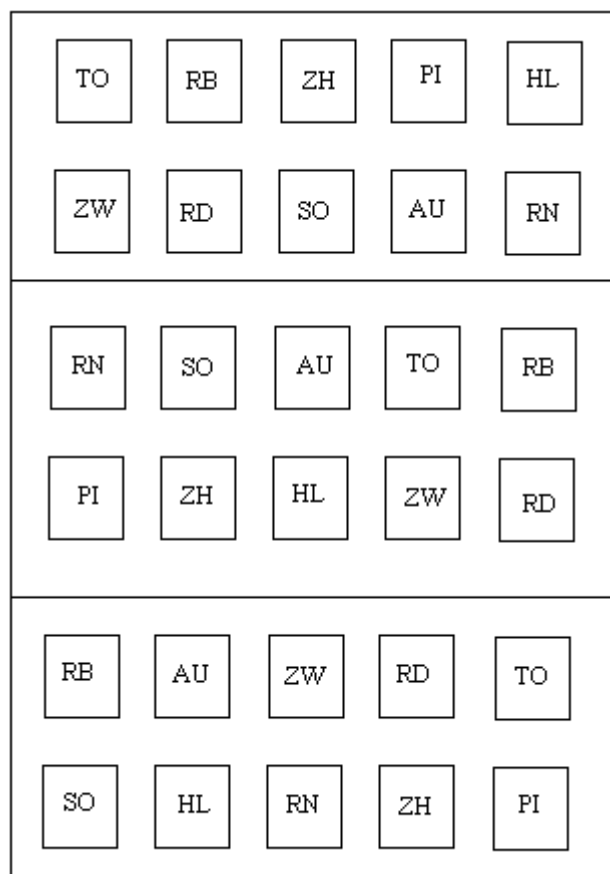 TO RB ZH PI HL
ZW RD SO AU RN
RN SO AU TO RB
PI ZH HL ZW RD
RB AU ZW RD TO
SO HL RN ZH PI